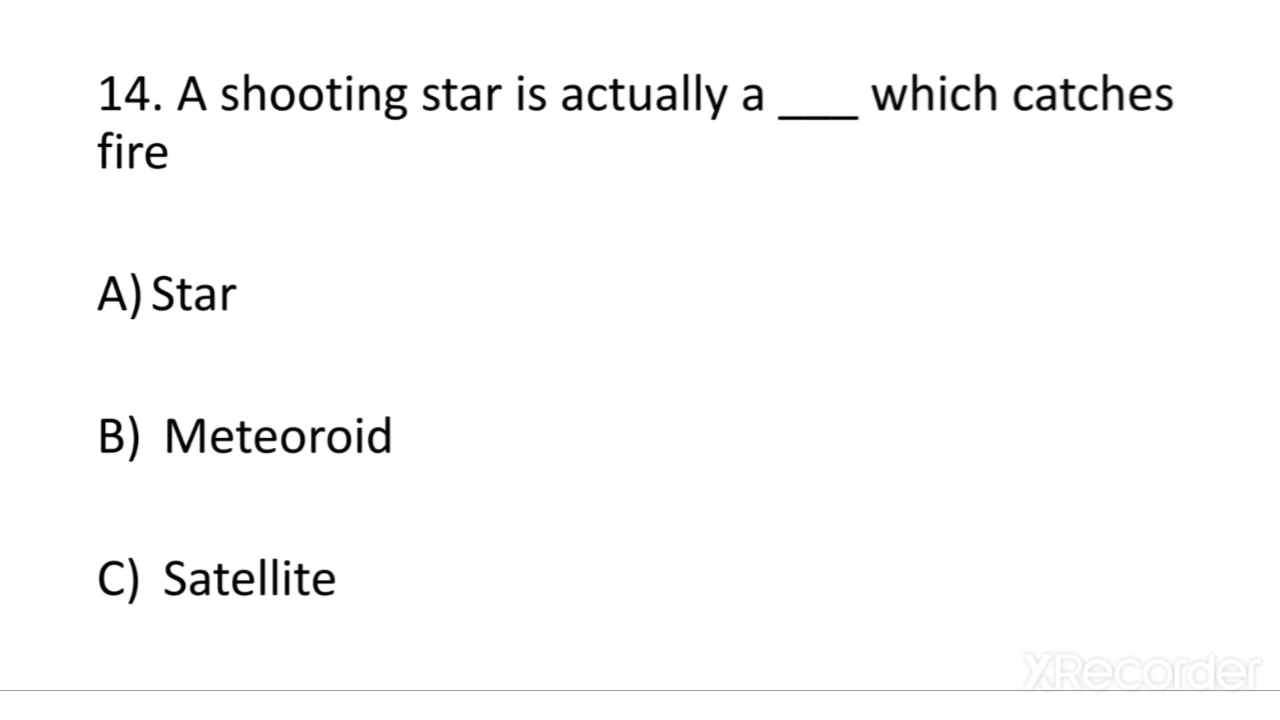 14. A shooting star is actually a ___ which catches
fire
A) Star
B) Meteoroid
C) Satellite
XRecorder